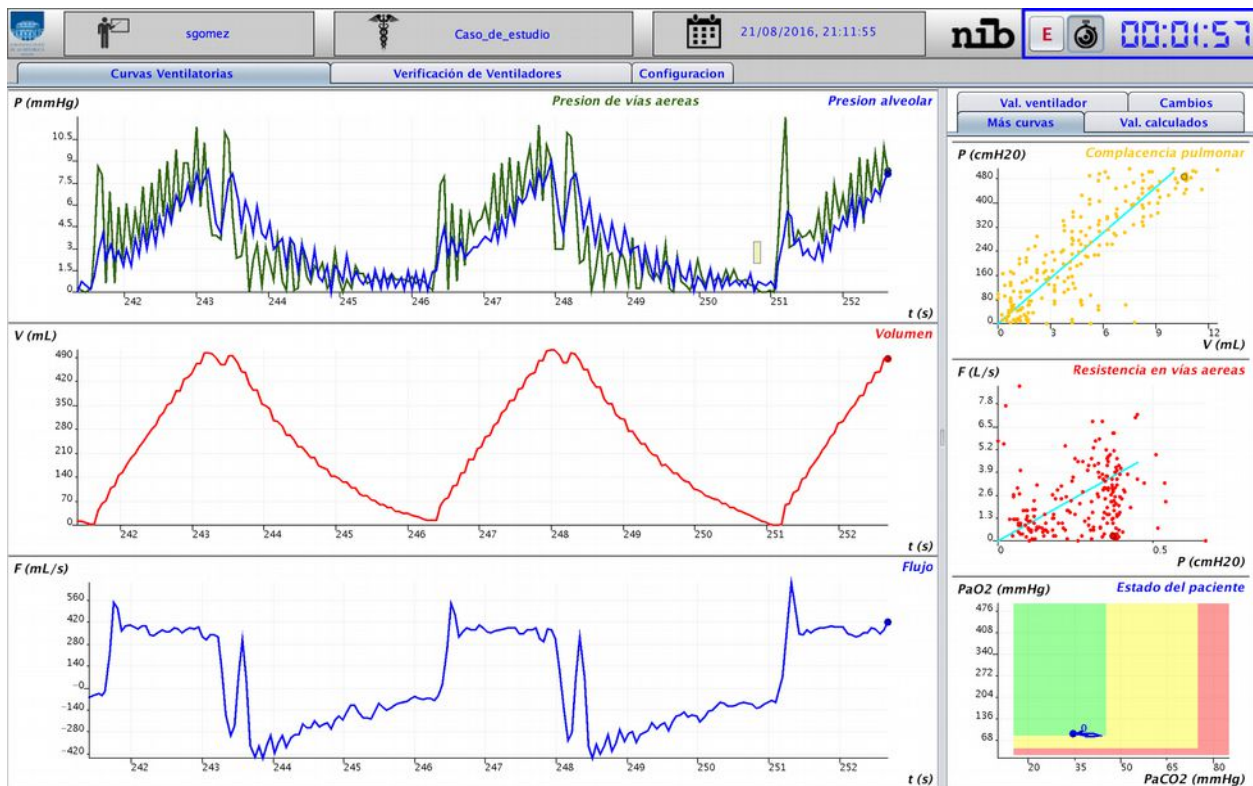 sgomez
Caso_de_estudio
21/08/2016, 21:11:55
nib
E
00:01:57
Curvas Ventilatorias
Verificación de Ventiladores
Configuracion
P (mmHg)
Presion de vías aereas
Presion alveolar
10.5
9
7.5
6
4.5
3
1.5
0
242 243 244 245 246 247 248 249 250 251 252
t (s)
V (mL)
Volumen
490
420
350
280
210
140
70
0
242 243 244 245 246 247 248 249 250 251 252
t (s)
F (mL/s)
Flujo
560
420
280
140
-0
-140
-280
-420
242 243 244 245 246 247 248 249 250 251 252
t (s)
Val. ventilador
Cambios
Más curvas
Val. calculados
P (cmH20)
Complacencia pulmonar
480
400
320
240
160
80
0
0 3 6 9 12
V (mL)
F (L/s)
Resistencia en vías aereas
7.8
6.5
5.2
3.9
2.6
1.3
0
0 0.5
P (cmH20)
PaO2 (mmHg)
Estado del paciente
476
408
340
272
204
136
68
20 35 50 65 80
PaCO2 (mmHg)